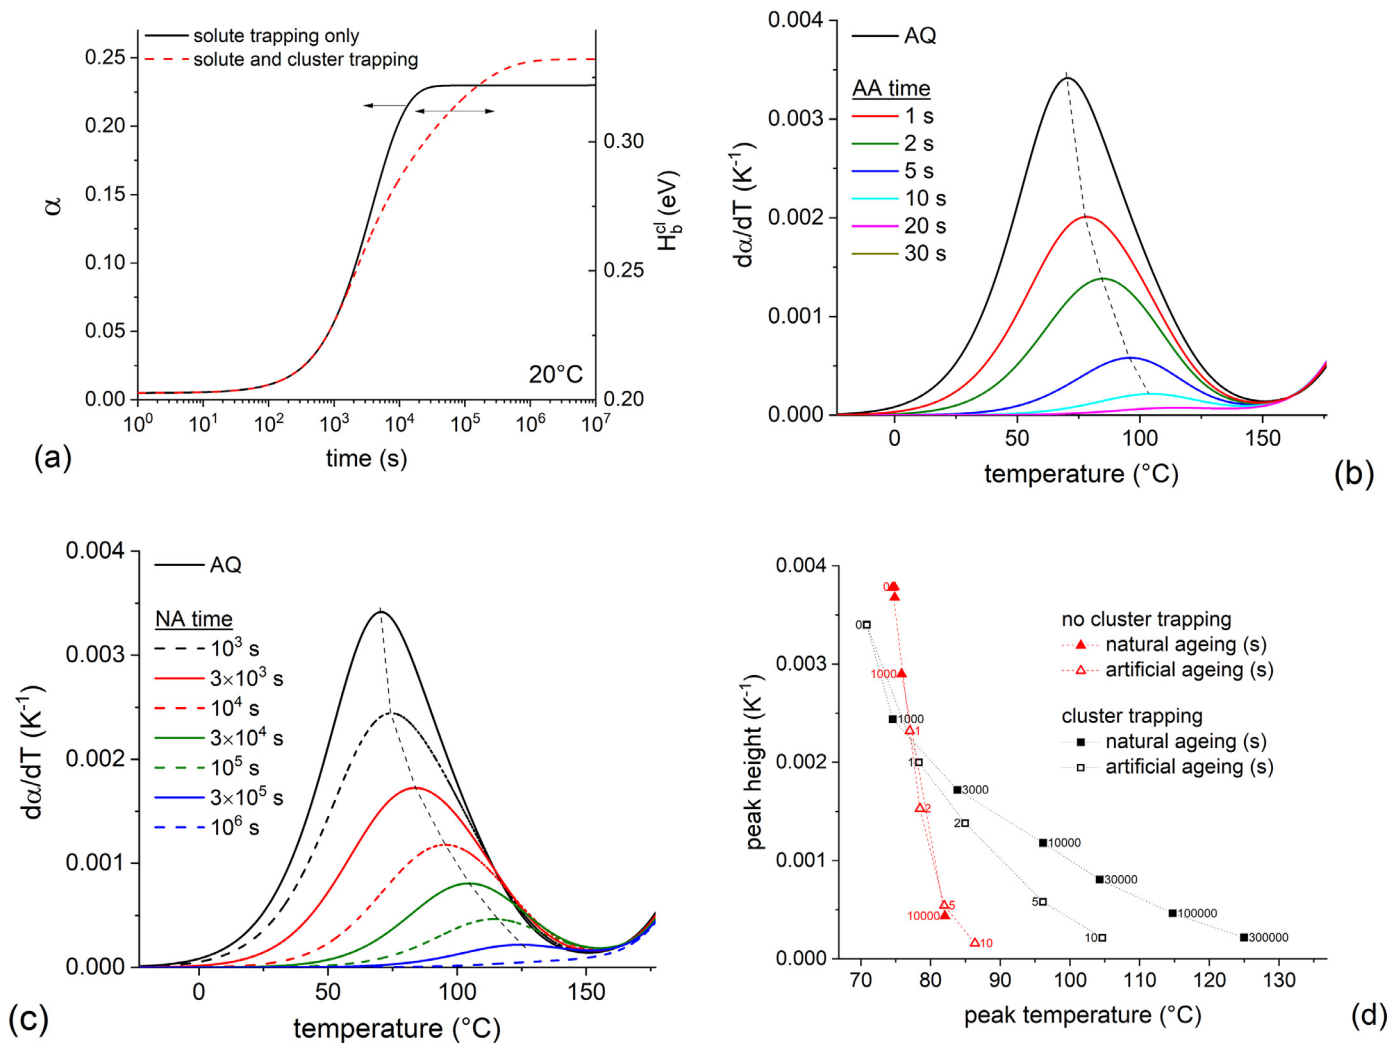 solute trapping only
solute and cluster trapping
0.25
0.20
0.15
0.10
0.05
0.00
α
0.30
0.25
0.20
H_b^cl (eV)
20°C
10^0 10^1 10^2 10^3 10^4 10^5 10^6 10^7
time (s)
(a)
0.004
0.003
0.002
0.001
0.000
dα/dT (K^-1)
AQ
AA time
1 s
2 s
5 s
10 s
20 s
30 s
0 50 100 150
temperature (°C)
(b)
0.004
0.003
0.002
0.001
0.000
dα/dT (K^-1)
AQ
NA time
10^3 s
3×10^3 s
10^4 s
3×10^4 s
10^5 s
3×10^5 s
10^6 s
0 50 100 150
temperature (°C)
(c)
0.004
0.003
0.002
0.001
0.000
peak height (K^-1)
no cluster trapping
natural ageing (s)
artificial ageing (s)
cluster trapping
natural ageing (s)
artificial ageing (s)
0
0
1000
1000
1
1
3000
2
2
10000
30000
5
5
10000
100000
10
10
300000
70 80 90 100 110 120 130
peak temperature (°C)
(d)